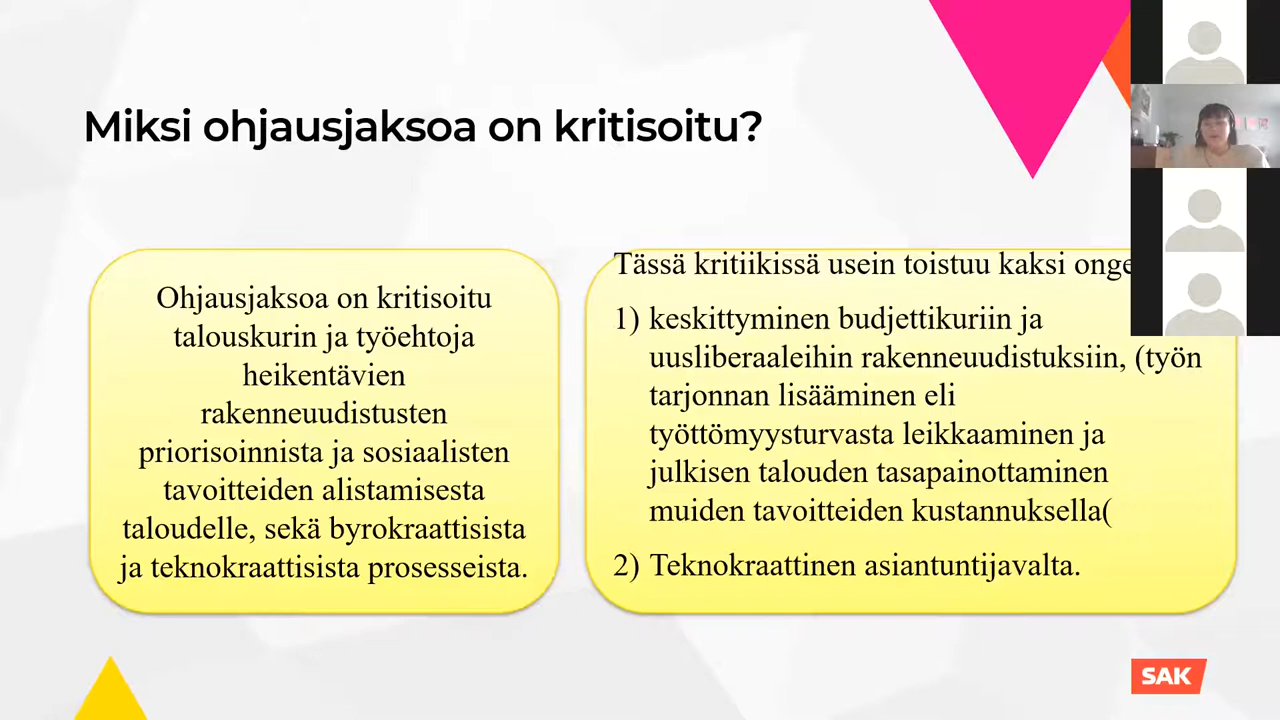 Miksi ohjausjaksoa on kritisoitu?
Ohjausjaksoa on kritisoitu
talouskurin ja työehtoja
heikentävien
rakenneuudistusten
priorisoinnista ja sosiaalisten
tavoitteiden alistamisesta
taloudelle, sekä byrokraattisista
ja teknokraattisista prosesseista.
Tässä kritiikissä usein toistuu kaksi
1) keskittyminen budjettikuriin ja
uusliberaaleihin rakenneuudistuksiin, (työn
tarjonnan lisääminen eli
työttömyysturvasta leikkaaminen ja
julkisen talouden tasapainottaminen
muiden tavoitteiden kustannuksella(
2) Teknokraattinen asiantuntijavalta.
SAK